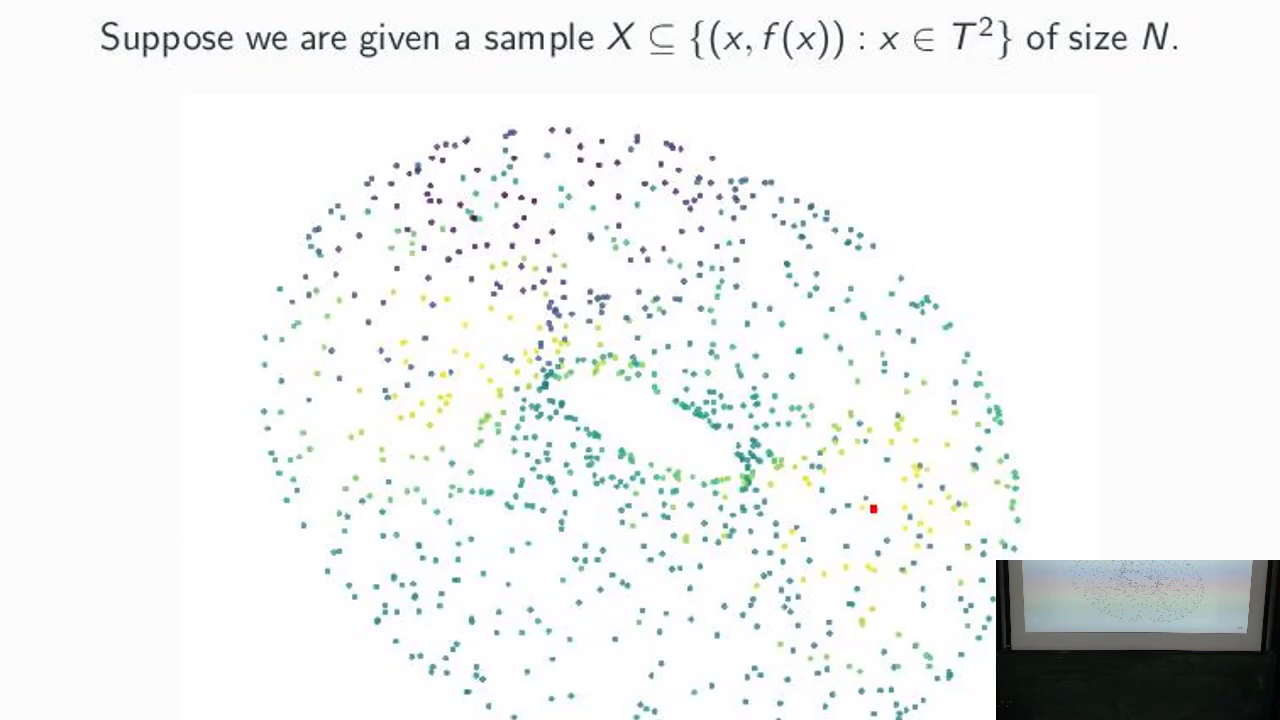 Suppose we are given a sample X ⊆ {(x, f(x)) : x ∈ T²} of size N.